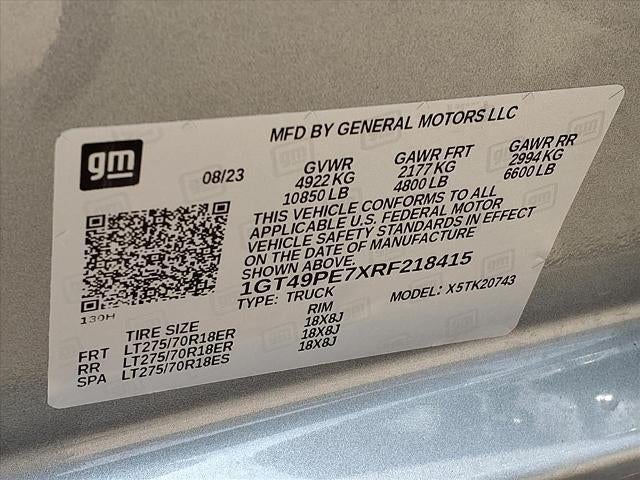 MFD BY GENERAL MOTORS LLC
gm
08/23
GVWR
4922 KG
10850 LB
GAWR FRT
2177 KG
4800 LB
GAWR RR
2994 KG
6600 LB
THIS VEHICLE CONFORMS TO ALL
APPLICABLE U.S. FEDERAL MOTOR
VEHICLE SAFETY STANDARDS IN EFFECT
ON THE DATE OF MANUFACTURE
SHOWN ABOVE.
1GT49PE7XRF218415
TYPE: TRUCK
MODEL: X5TK20743
130H
TIRE SIZE RIM
FRT LT275/70R18ER 18X8J
RR LT275/70R18ER 18X8J
SPA LT275/70R18ES 18X8J